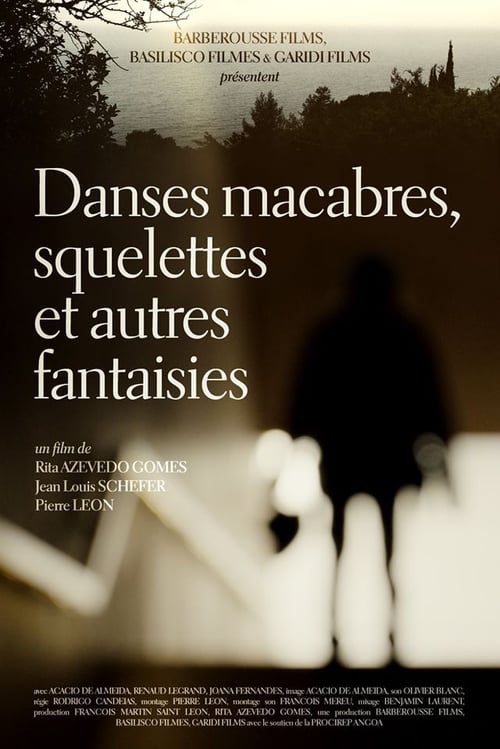 BARBEROUSSE FILMS,
BASILISCO FILMES & GARIDI FILMS
présentent
Danses macabres,
squelettes
et autres
fantaisies
un film de
Rita AZEVEDO GOMES
Jean Louis SCHEFER
Pierre LEON
avec ACACIO DE ALMEIDA, RENAUD LEGRAND, JOANA FERNANDES, image ACACIO DE ALMEIDA, son OLIVIER BLANC,
régie RODRIGO CANDEIAS, montage PIERRE LEON, montage son FRANCOIS MEREU, mixage BENJAMIN LAURENT,
production FRANCOIS MARTIN SAINT LEON, RITA AZEVEDO GOMES, une production BARBEROUSSE FILMS,
BASILISCO FILMES, GARIDI FILMS avec le soutien de la PROCIREP ANGOA